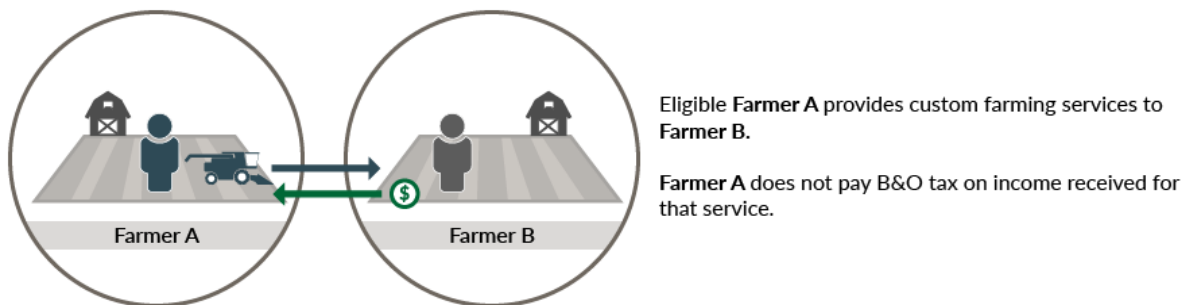 Farmer A
$
Farmer B
Eligible Farmer A provides custom farming services to
Farmer B.
Farmer A does not pay B&O tax on income received for
that service.